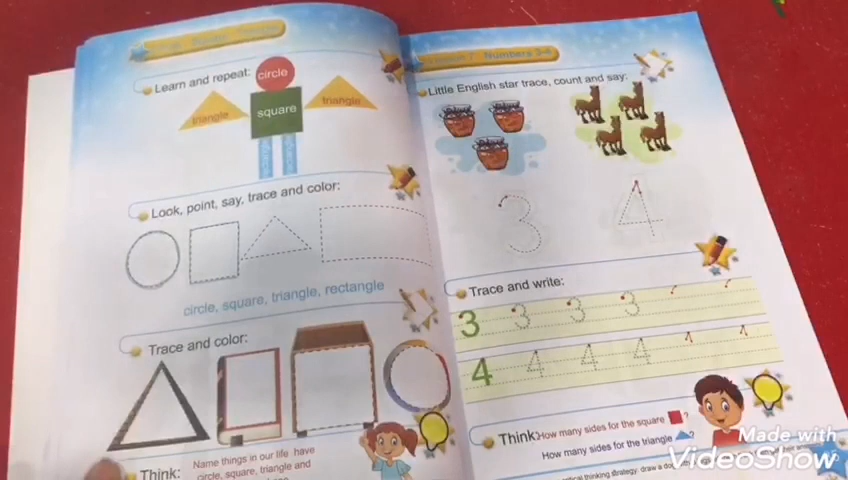 Learn and repeat:
circle
triangle
square
triangle
Look, point, say, trace and color:
circle, square, triangle, rectangle
Trace and color:
Think: Name things in our life have
circle, square, triangle and
Numbers 3-4
Little English star trace, count and say:
3 4
Trace and write:
3 3 3 3
4 4 4 4
Think: How many sides for the square ?
How many sides for the triangle ?
thinking strategy: draw a
Made with
VideoShow